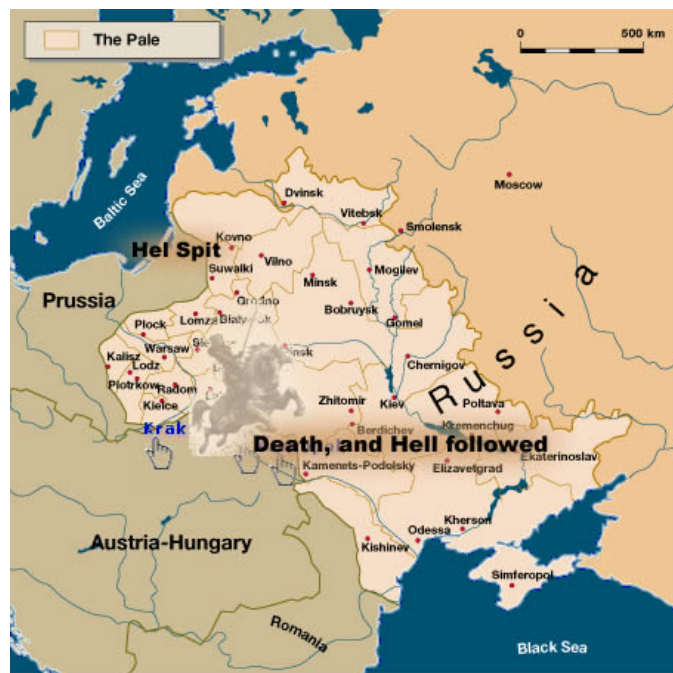 The Pale
0 500 km
Baltic Sea
Moscow
Dvinsk
Vitebsk
Smolensk
Hel Spit
Kovno
Vilno
Suwalki
Mogilev
Minsk
Grodno
Prussia
Bobruysk
Lomza
Gomel
Russia
Plock
Warsaw
Kalisz
Lodz
Chernigov
Piotrkow
Radom
Kielce
Zhitomir
Kiev
Poltava
Krak
Berdichev
Kremenchug
Death, and Hell followed
Ekaterinoslav
Kamenets-Podolsky
Elizavetgrad
Austria-Hungary
Kherson
Odessa
Kishinev
Simferopol
Romania
Black Sea